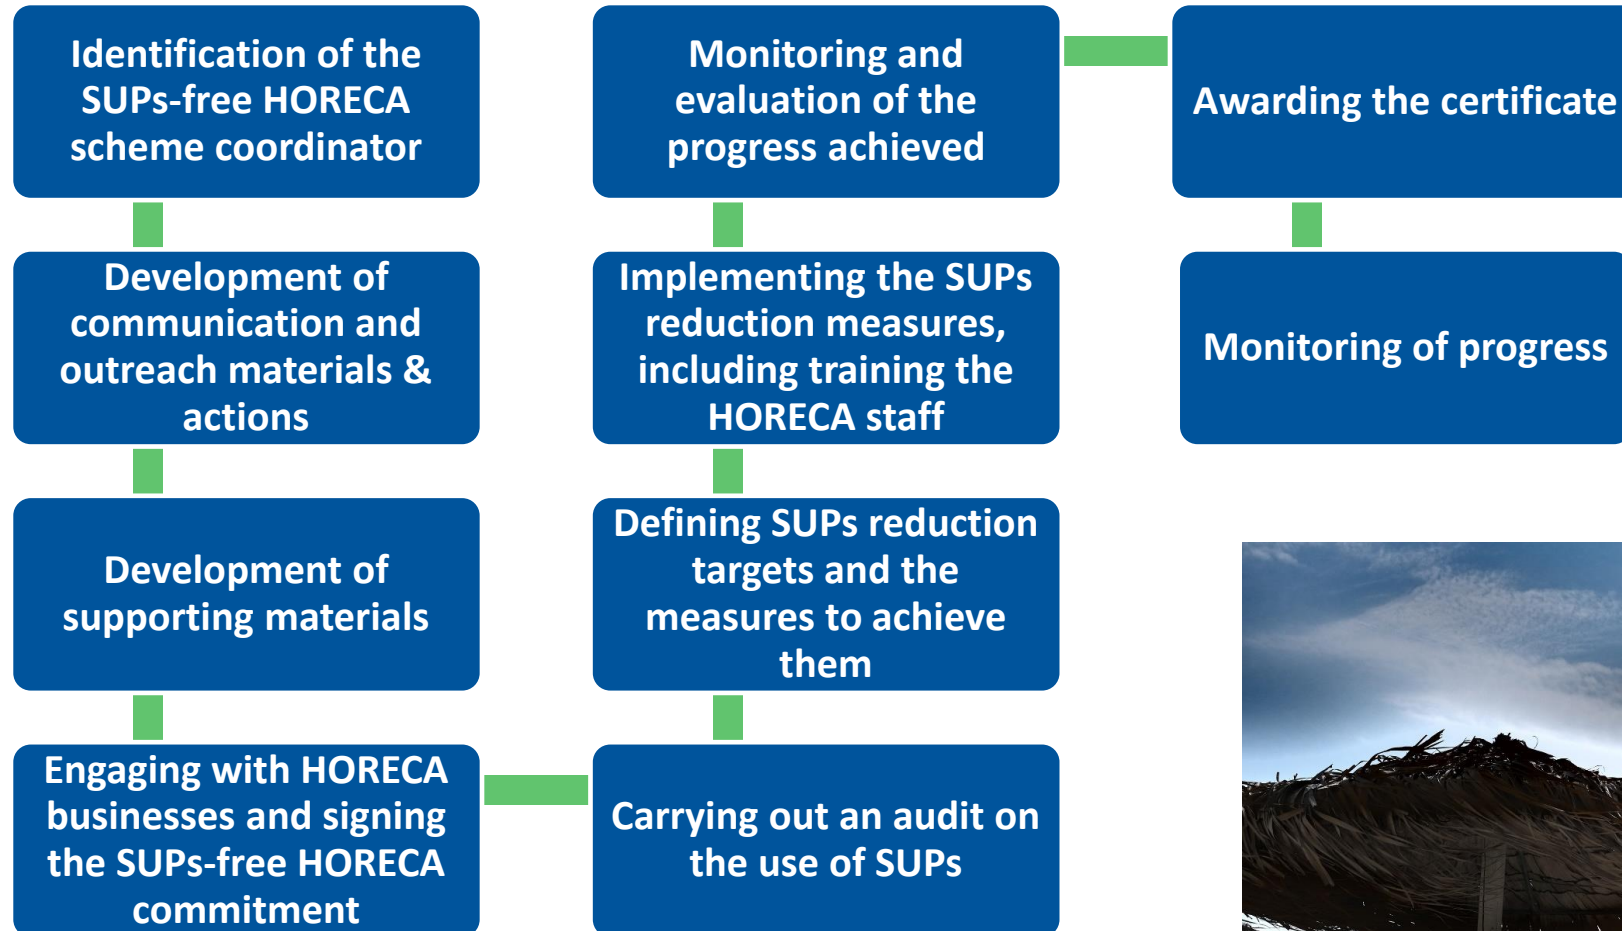 Identification of the
SUPs-free HORECA
scheme coordinator
Development of
communication and
outreach materials &
actions
Development of
supporting materials
Engaging with HORECA
businesses and signing
the SUPs-free HORECA
commitment
Carrying out an audit on
the use of SUPs
Defining SUPs reduction
targets and the
measures to achieve
them
Implementing the SUPs
reduction measures,
including training the
HORECA staff
Monitoring and
evaluation of the
progress achieved
Awarding the certificate
Monitoring of progress